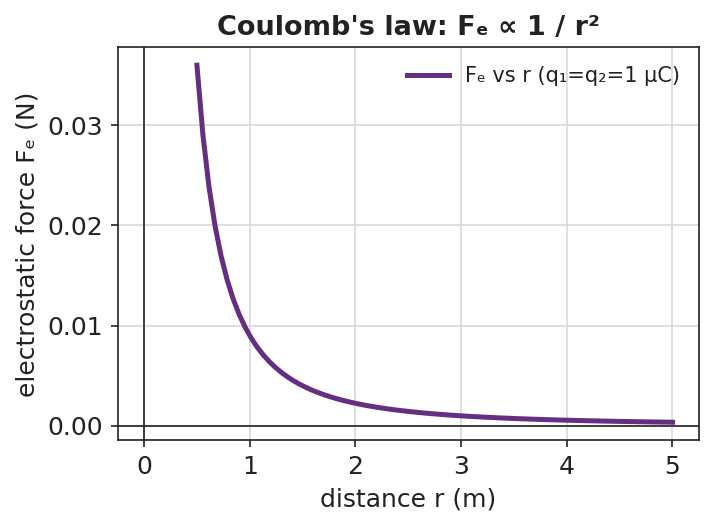 Coulomb's law: Fₑ ∝ 1 / r²
Fₑ vs r (q₁=q₂=1 μC)
electrostatic force Fₑ (N)
0.03
0.02
0.01
0.00
0 1 2 3 4 5
distance r (m)